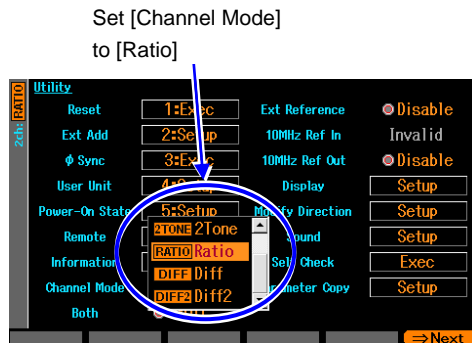 Set [Channel Mode]
to [Ratio]
2ch: RATIO
Utility
Reset 1:Exec Ext Reference Disable
Ext Add 2:Setup 10MHz Ref In Invalid
ϕ Sync 3:Exec 10MHz Ref Out Disable
User Unit 4:Setup Display Setup
Power-On State 5:Setup Modify Direction Setup
Remote 2TONE 2Tone Sound Setup
Information RATIO Ratio Self Check Exec
Channel Mode DIFF Diff Parameter Copy Setup
DIFF2 Diff2
Both
⇒Next